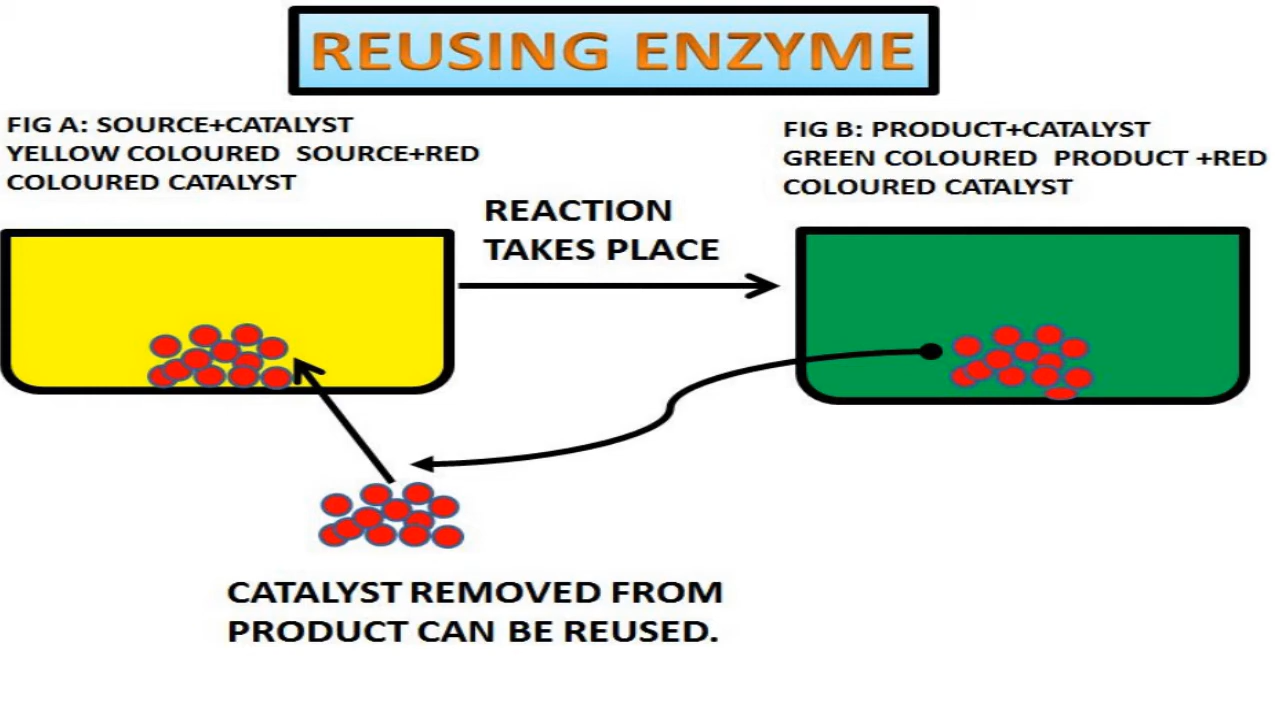 REUSING ENZYME
FIG A: SOURCE+CATALYST
YELLOW COLOURED SOURCE+RED
COLOURED CATALYST
FIG B: PRODUCT+CATALYST
GREEN COLOURED PRODUCT +RED
COLOURED CATALYST
REACTION
TAKES PLACE
CATALYST REMOVED FROM
PRODUCT CAN BE REUSED.